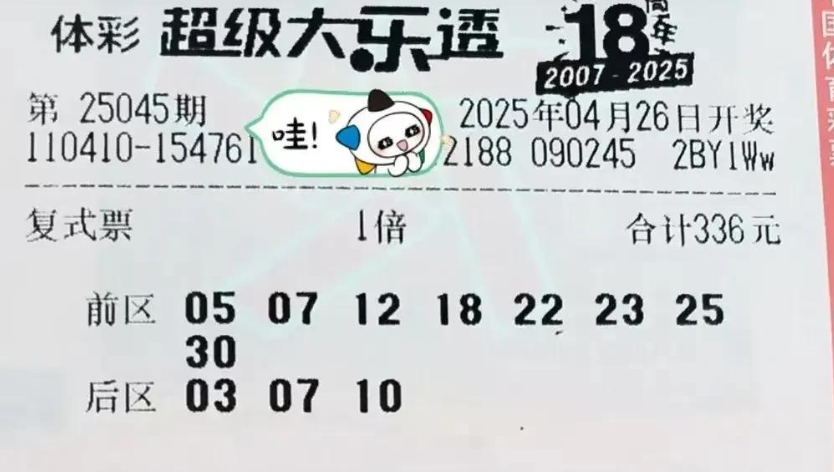 体彩 超级大乐透 18周年
2007-2025
第 25045期 2025年04月26日开奖
110410-154761 哇! 2188 090245 2BY1Ww
复式票 1倍 合计336元
前区 05 07 12 18 22 23 25
30
后区 03 07 10